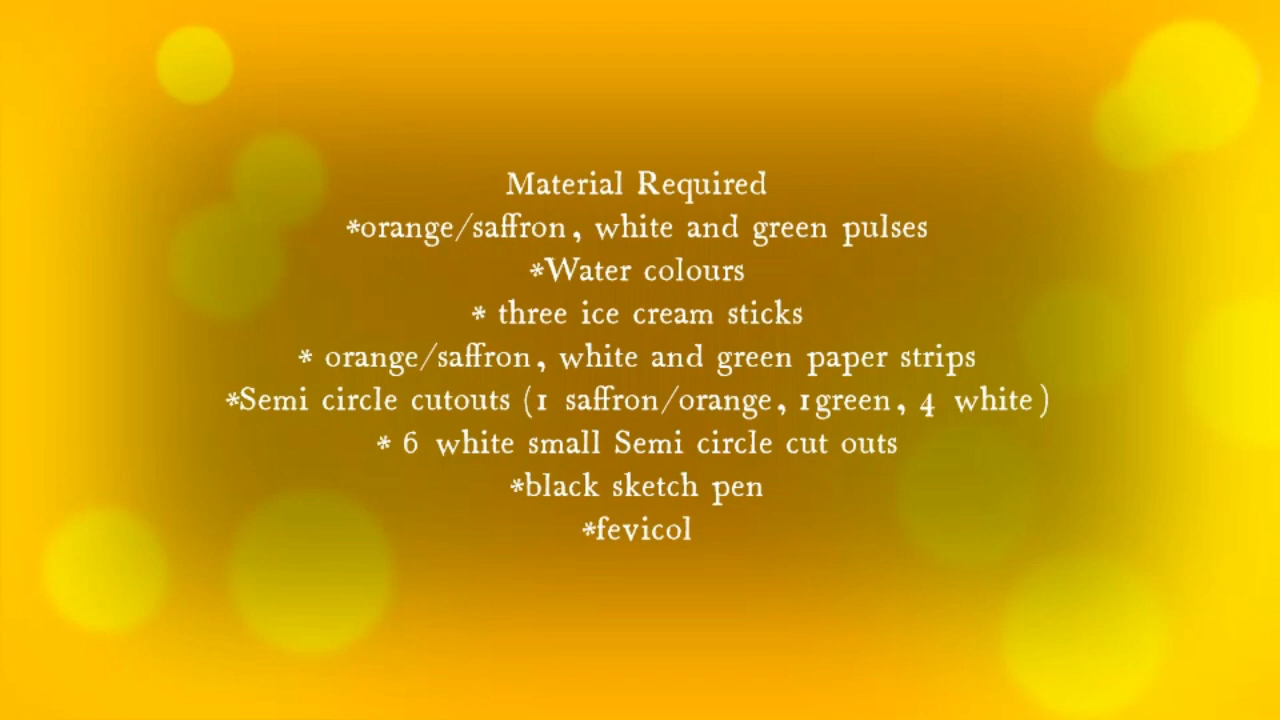 Material Required
*orange/saffron, white and green pulses
*Water colours
* three ice cream sticks
* orange/saffron, white and green paper strips
*Semi circle cutouts (1 saffron/orange, 1green, 4 white)
* 6 white small Semi circle cut outs
*black sketch pen
*fevicol